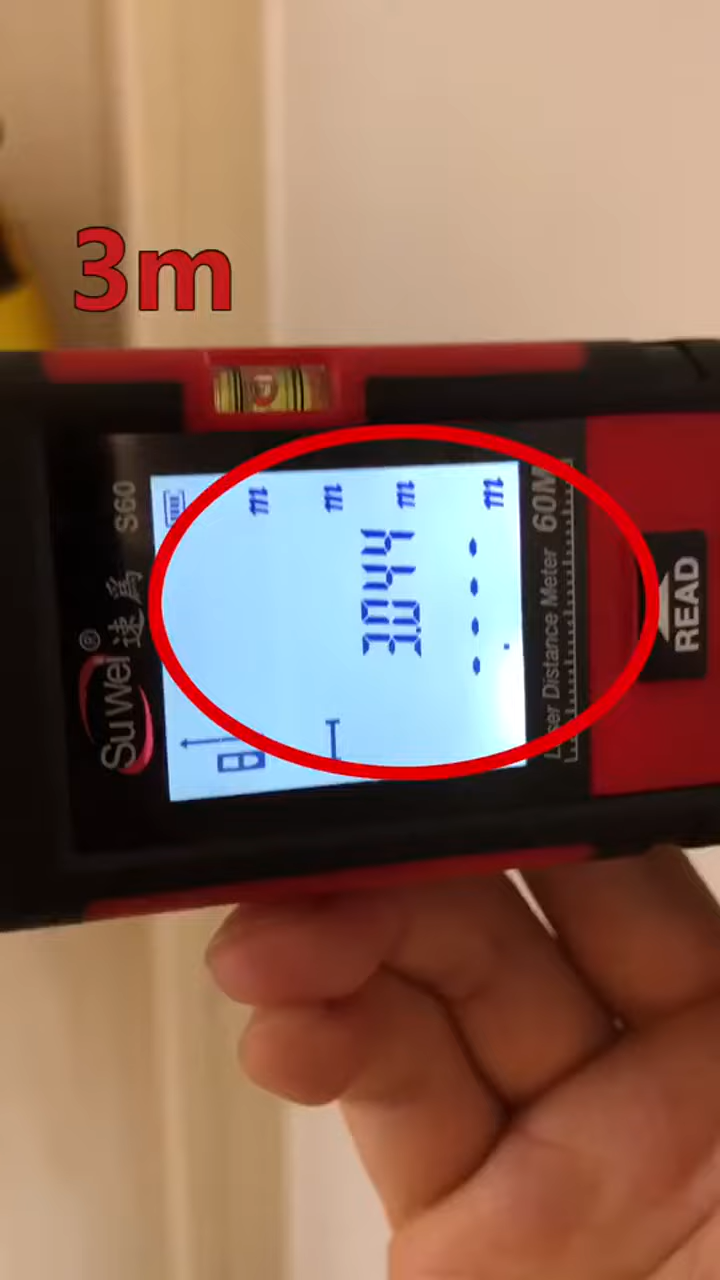 3m
SuWei® 速為 S60
m
m
3.044 m
---- m
Laser Distance Meter 60M
READ